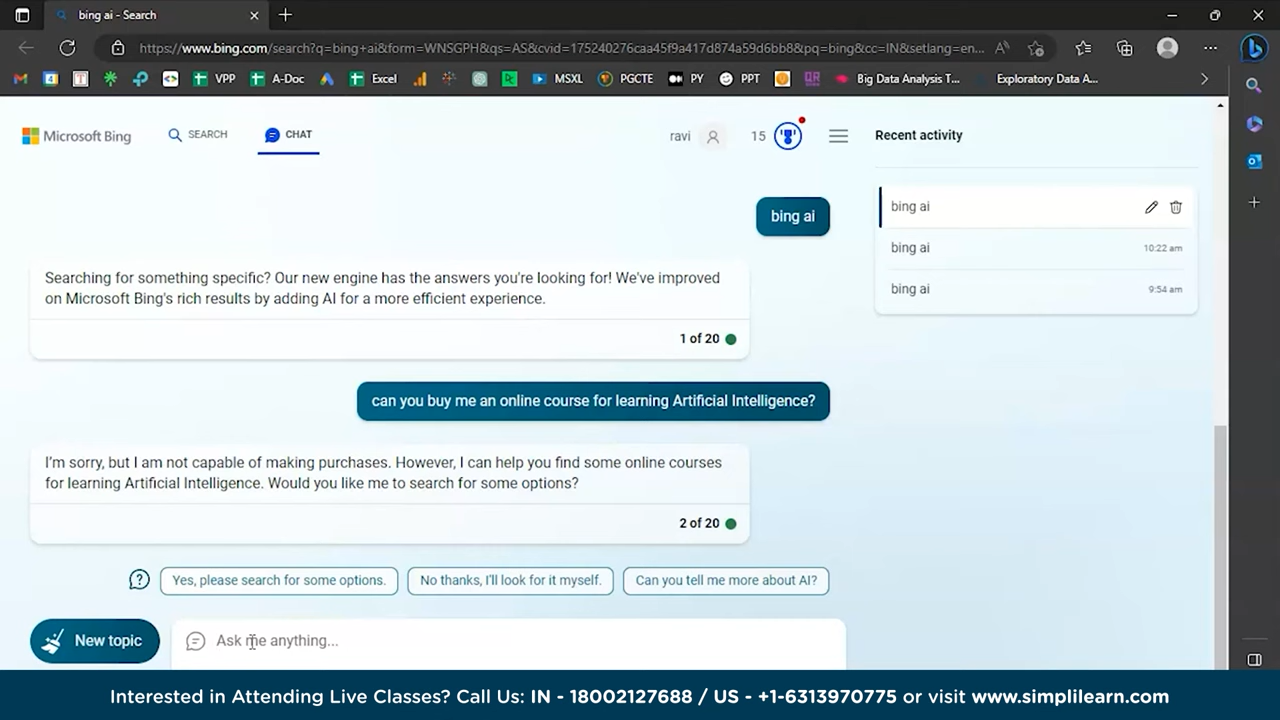 bing ai - Search
https://www.bing.com/search?q=bing+ai&form=WNSGPH&qs=AS&cvid=175240276caa45f9a417d874a59d6bb8&pq=bing&cc=IN&setlang=en...
VPP
A-Doc
Excel
MSXL
PGCTE
PY
PPT
QR
Big Data Analysis T...
Exploratory Data A...
Microsoft Bing
SEARCH
CHAT
ravi
15
Recent activity
bing ai
bing ai
10:22 am
bing ai
9:54 am
bing ai
Searching for something specific? Our new engine has the answers you're looking for! We've improved
on Microsoft Bing's rich results by adding AI for a more efficient experience.
1 of 20
can you buy me an online course for learning Artificial Intelligence?
I'm sorry, but I am not capable of making purchases. However, I can help you find some online courses
for learning Artificial Intelligence. Would you like me to search for some options?
2 of 20
Yes, please search for some options.
No thanks, I'll look for it myself.
Can you tell me more about AI?
New topic
Ask me anything...
Interested in Attending Live Classes? Call Us: IN - 18002127688 / US - +1-6313970775 or visit www.simplilearn.com